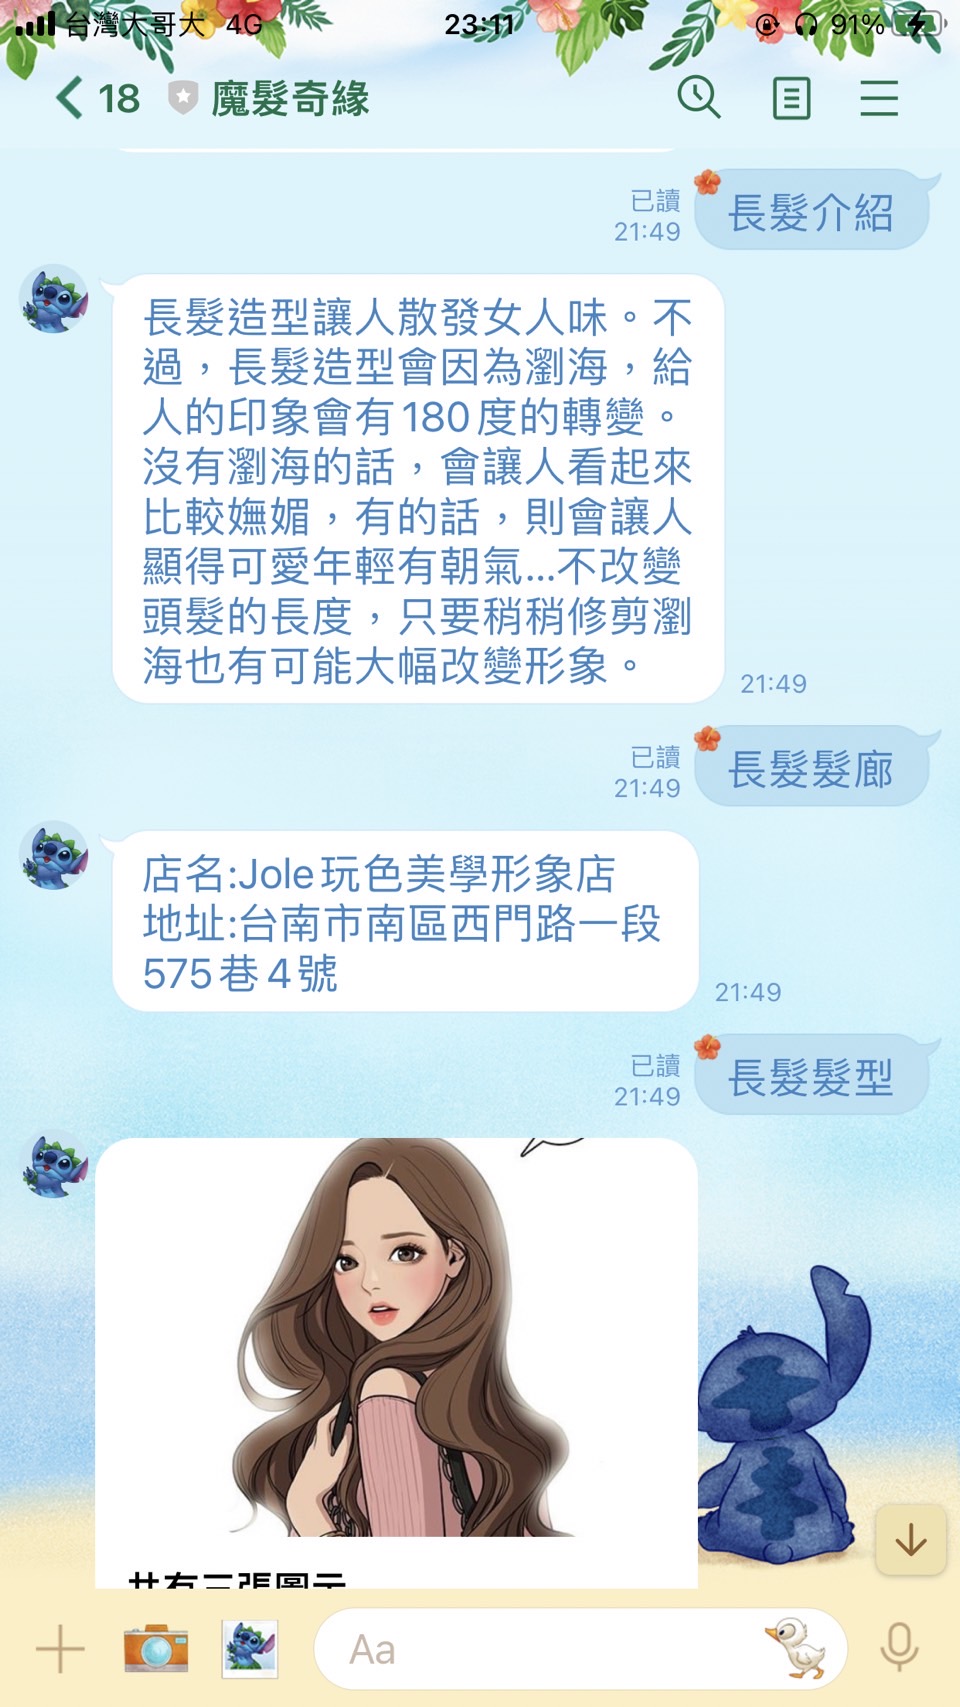 台灣大哥大 4G 23:11 91%
18 魔髮奇緣
長髮介紹
已讀
21:49
長髮造型讓人散發女人味。不
過，長髮造型會因為瀏海，給
人的印象會有180度的轉變。
沒有瀏海的話，會讓人看起來
比較嫵媚，有的話，則會讓人
顯得可愛年輕有朝氣...不改變
頭髮的長度，只要稍稍修剪瀏
海也有可能大幅改變形象。
21:49
長髮髮廊
已讀
21:49
店名:Jole玩色美學形象店
地址:台南市南區西門路一段
575巷4號
21:49
長髮髮型
已讀
21:49
共有三張圖示
Aa